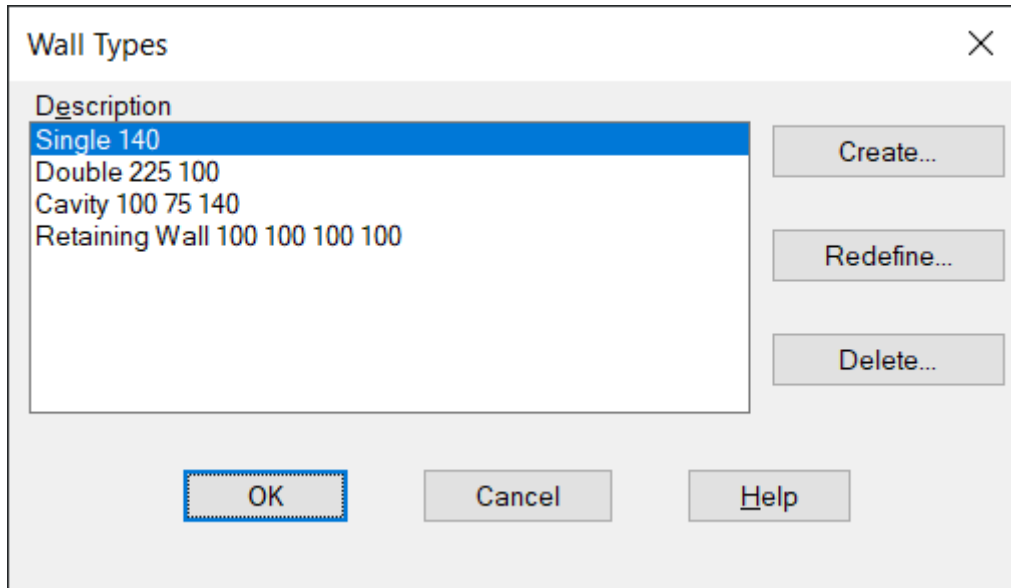 Wall Types
Description
Single 140
Double 225 100
Cavity 100 75 140
Retaining Wall 100 100 100 100
Create...
Redefine...
Delete...
OK
Cancel
Help